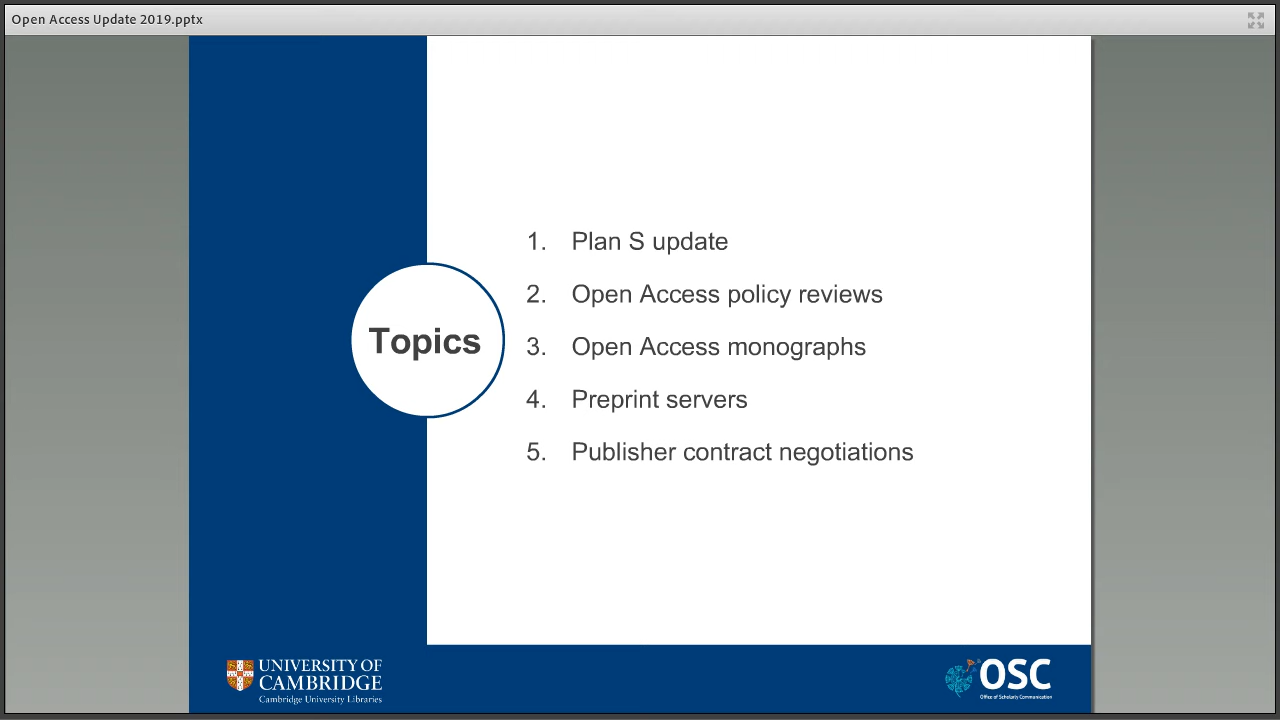 Open Access Update 2019.pptx
Topics
1. Plan S update
2. Open Access policy reviews
3. Open Access monographs
4. Preprint servers
5. Publisher contract negotiations
UNIVERSITY OF
CAMBRIDGE
Cambridge University Libraries
OSC
Office of Scholarly Communication